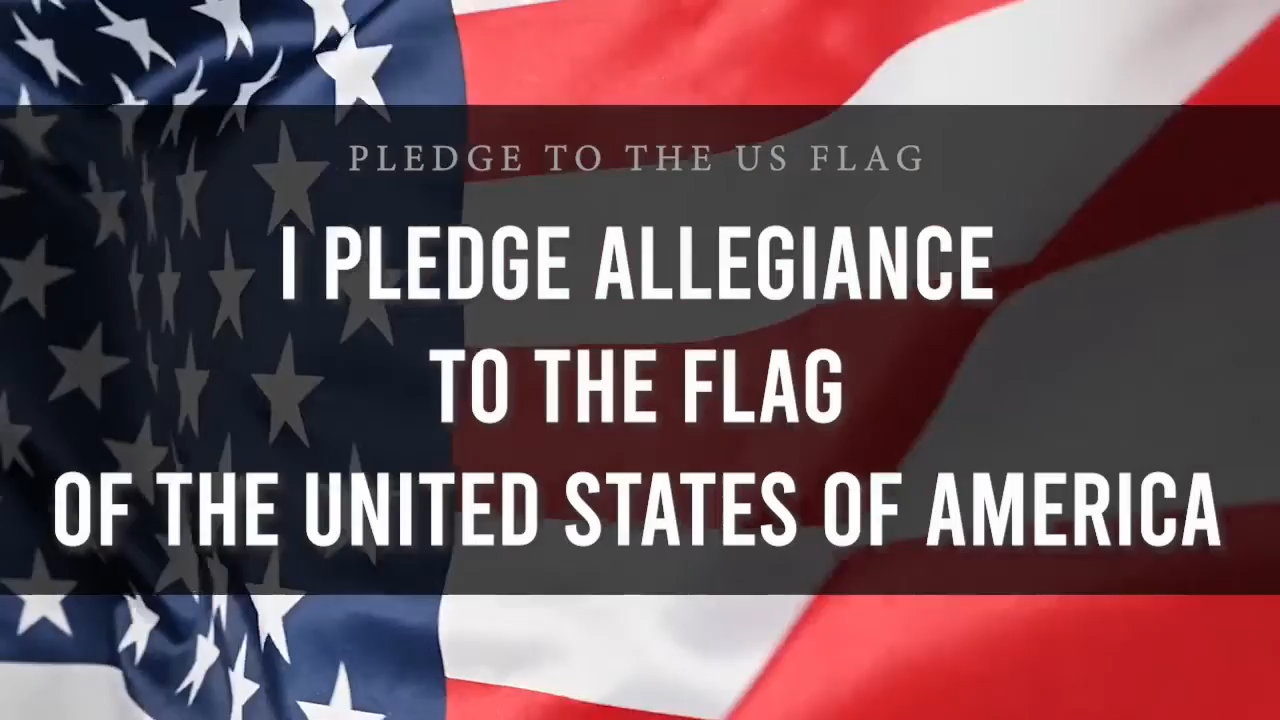 PLEDGE TO THE US FLAG
I PLEDGE ALLEGIANCE
TO THE FLAG
OF THE UNITED STATES OF AMERICA